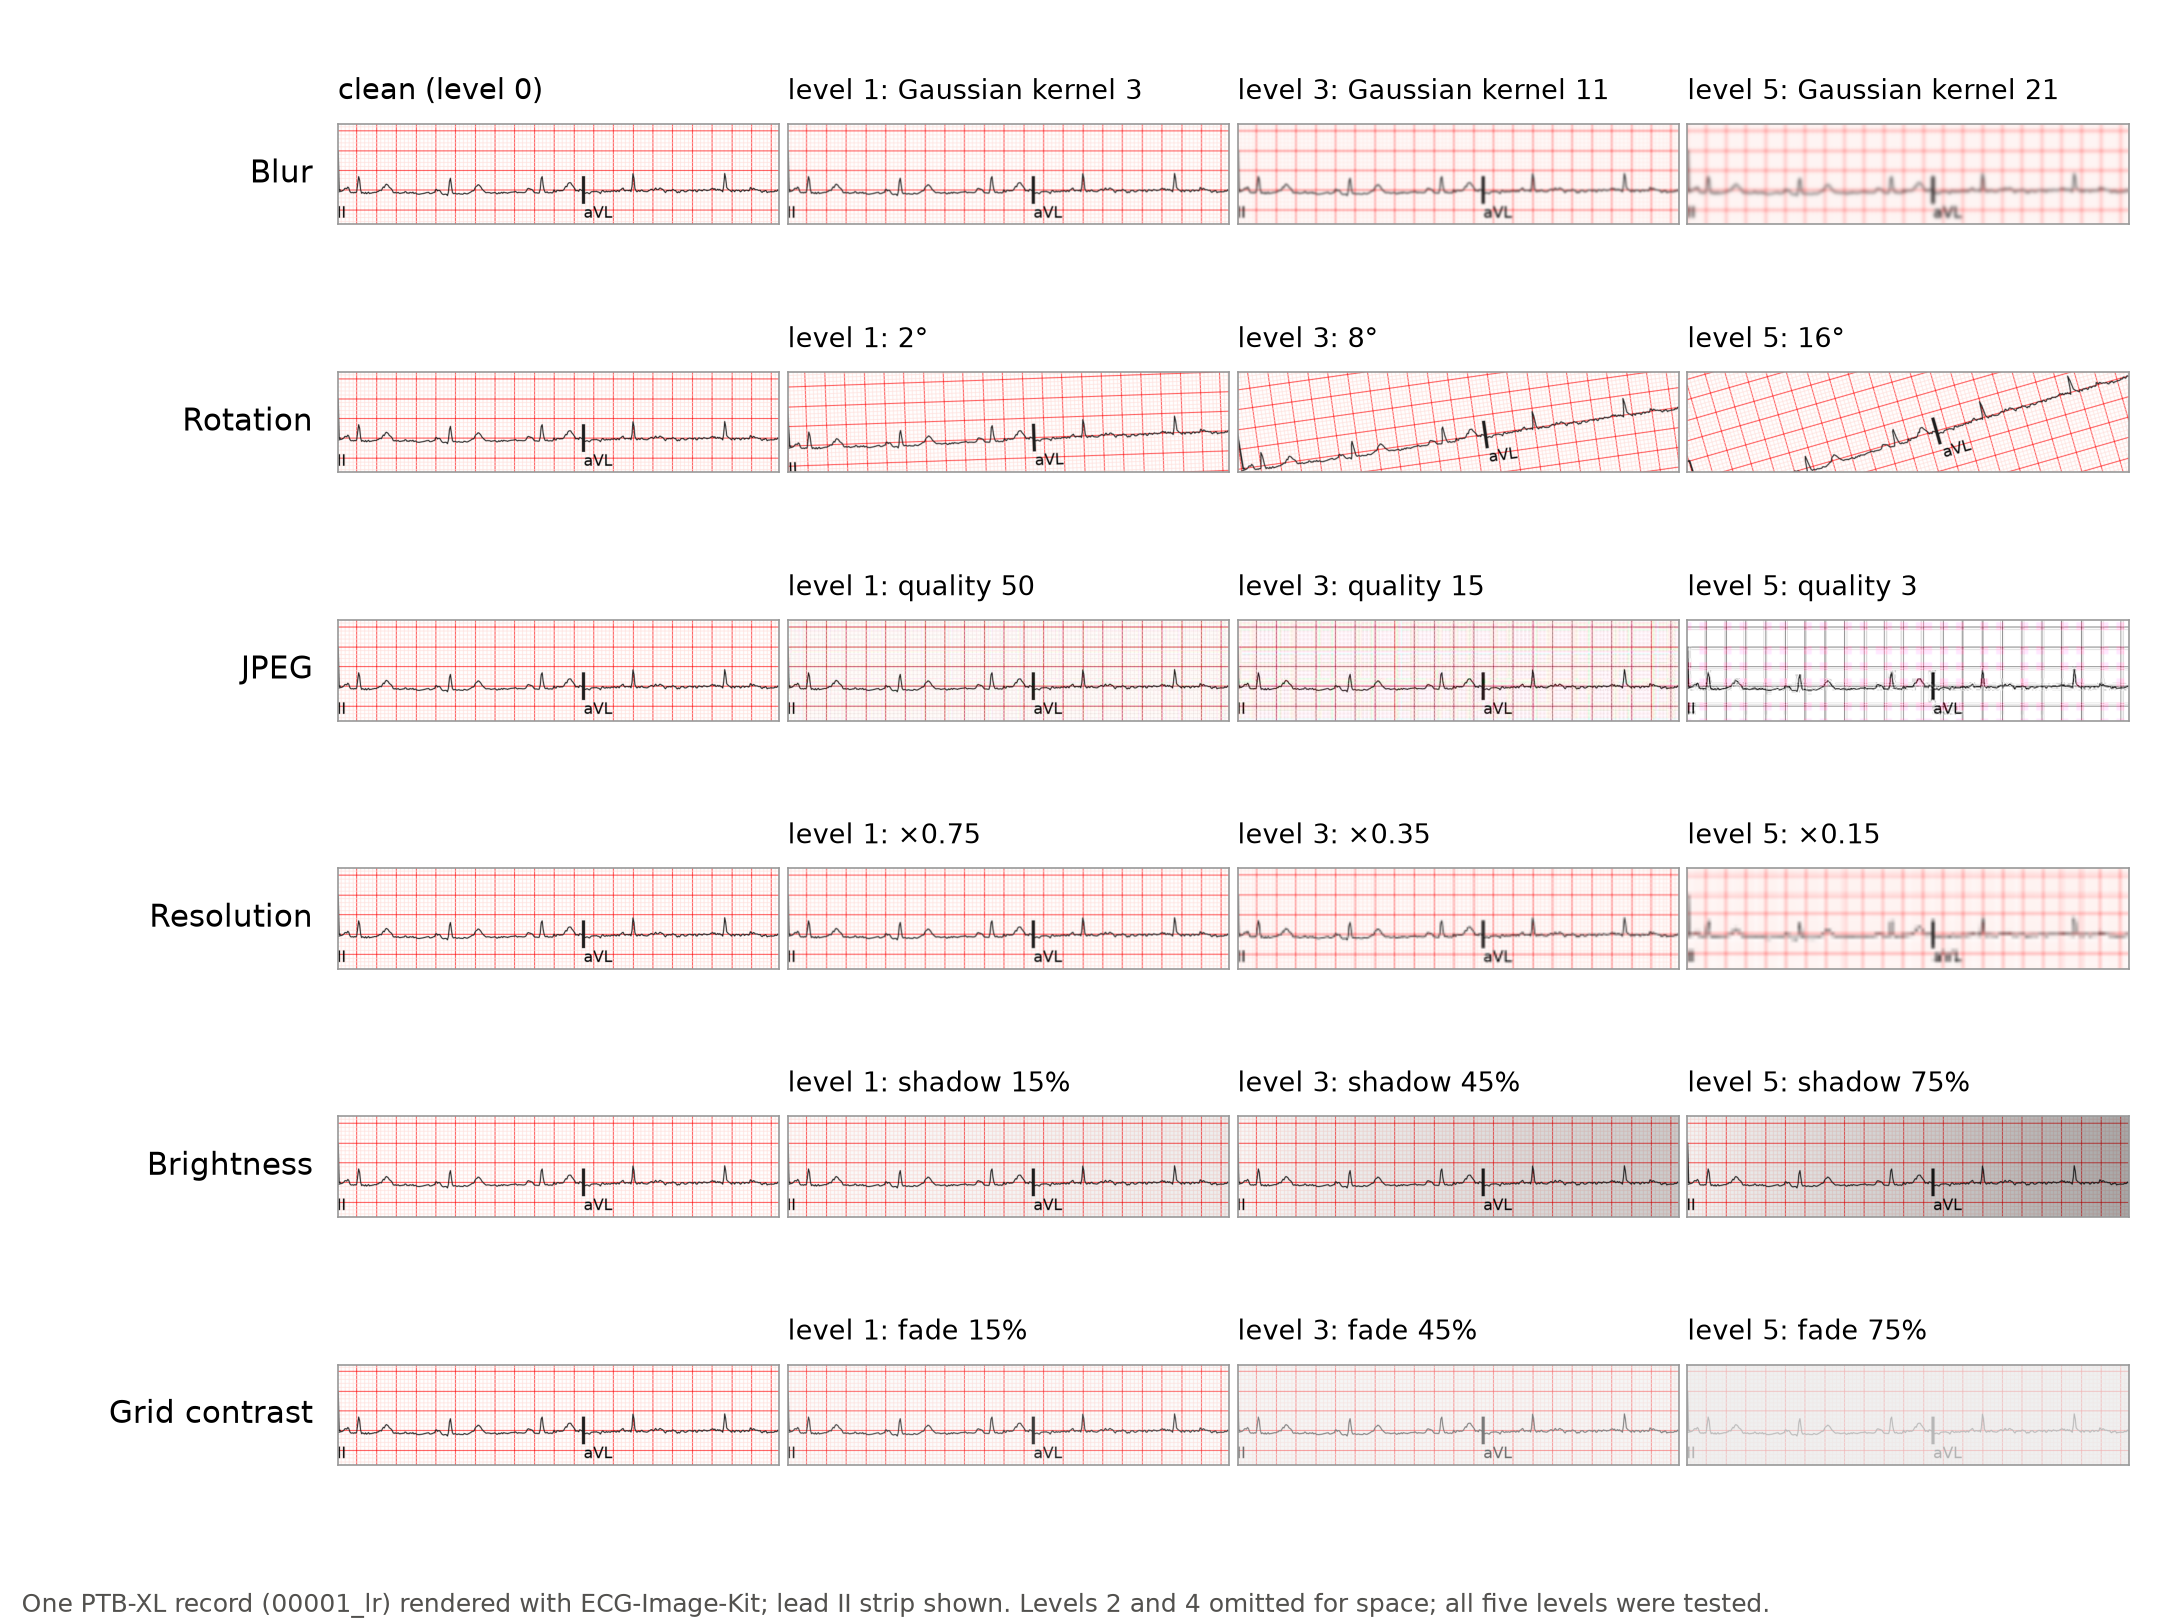 clean (level 0)
level 1: Gaussian kernel 3
level 3: Gaussian kernel 11
level 5: Gaussian kernel 21
Blur
II
aVL
II
aVL
II
aVL
II
aVL
level 1: 2°
level 3: 8°
level 5: 16°
Rotation
II
aVL
II
aVL
aVL
aVL
level 1: quality 50
level 3: quality 15
level 5: quality 3
JPEG
II
aVL
II
aVL
II
aVL
II
aVL
level 1: ×0.75
level 3: ×0.35
level 5: ×0.15
Resolution
II
aVL
II
aVL
II
aVL
II
aVL
level 1: shadow 15%
level 3: shadow 45%
level 5: shadow 75%
Brightness
II
aVL
II
aVL
II
aVL
II
aVL
level 1: fade 15%
level 3: fade 45%
level 5: fade 75%
Grid contrast
II
aVL
II
aVL
II
aVL
II
aVL
One PTB-XL record (00001_lr) rendered with ECG-Image-Kit; lead II strip shown. Levels 2 and 4 omitted for space; all five levels were tested.